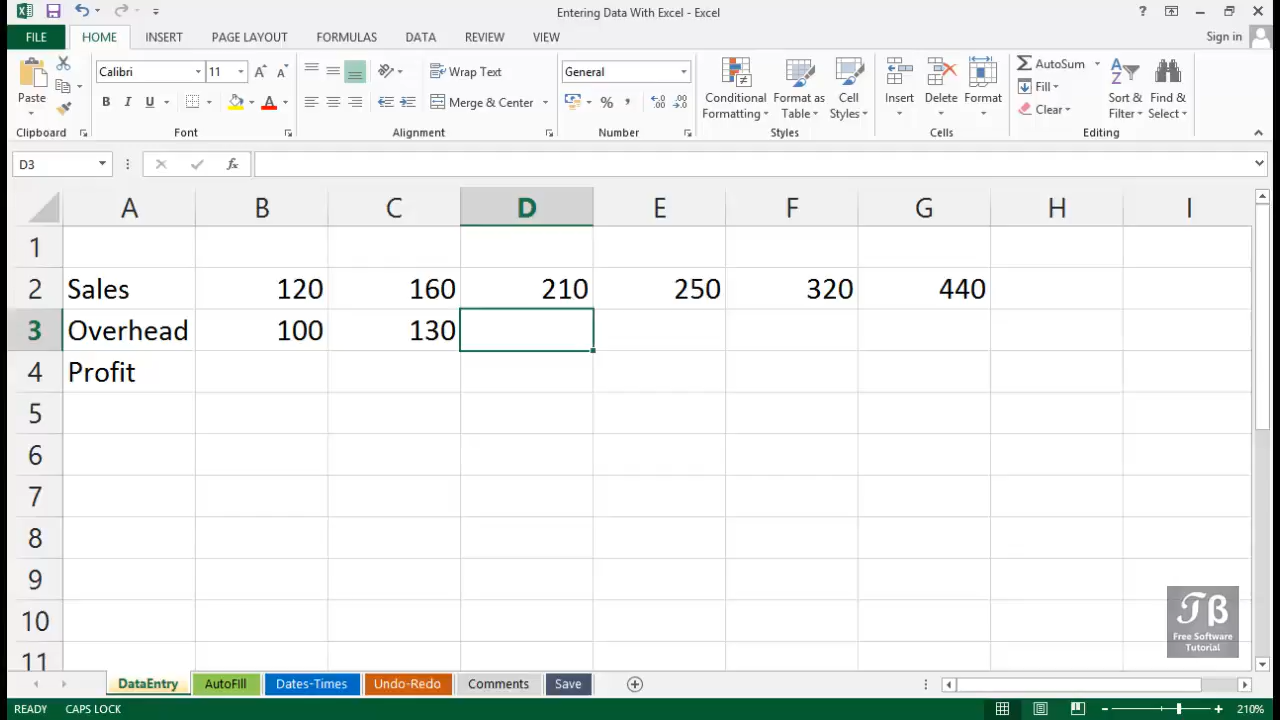 Entering Data With Excel - Excel
?
FILE HOME INSERT PAGE LAYOUT FORMULAS DATA REVIEW VIEW Sign in
Paste
Clipboard
Calibri 11
B I U A
Font
Wrap Text
Merge & Center
Alignment
General
% ,
Number
Conditional Formatting
Format as Table
Cell Styles
Styles
Insert Delete Format
Cells
AutoSum
Fill
Clear
Sort & Filter
Find & Select
Editing
D3 fx
A B C D E F G H I
1
2 Sales 120 160 210 250 320 440
3 Overhead 100 130
4 Profit
5
6
7
8
9
10
11
TB
Free Software
Tutorial
DataEntry AutoFIll Dates-Times Undo-Redo Comments Save
READY CAPS LOCK 210%